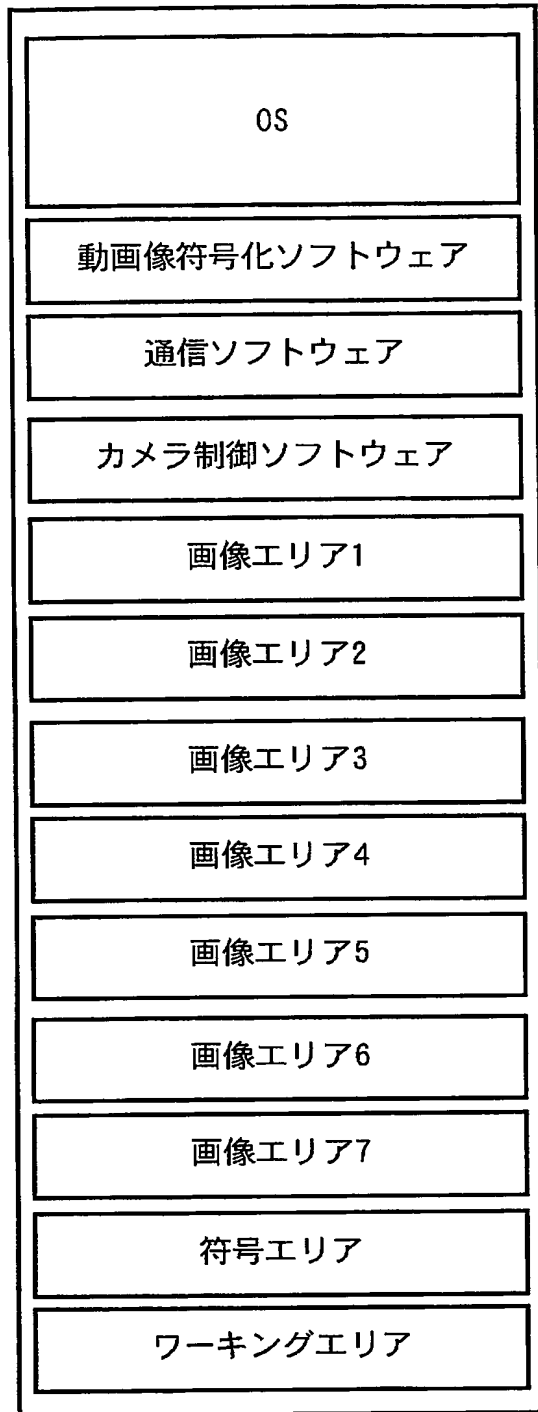 OS
動画像符号化ソフトウェア
通信ソフトウェア
カメラ制御ソフトウェア
画像エリア1
画像エリア2
画像エリア3
画像エリア4
画像エリア5
画像エリア6
画像エリア7
符号エリア
ワーキングエリア